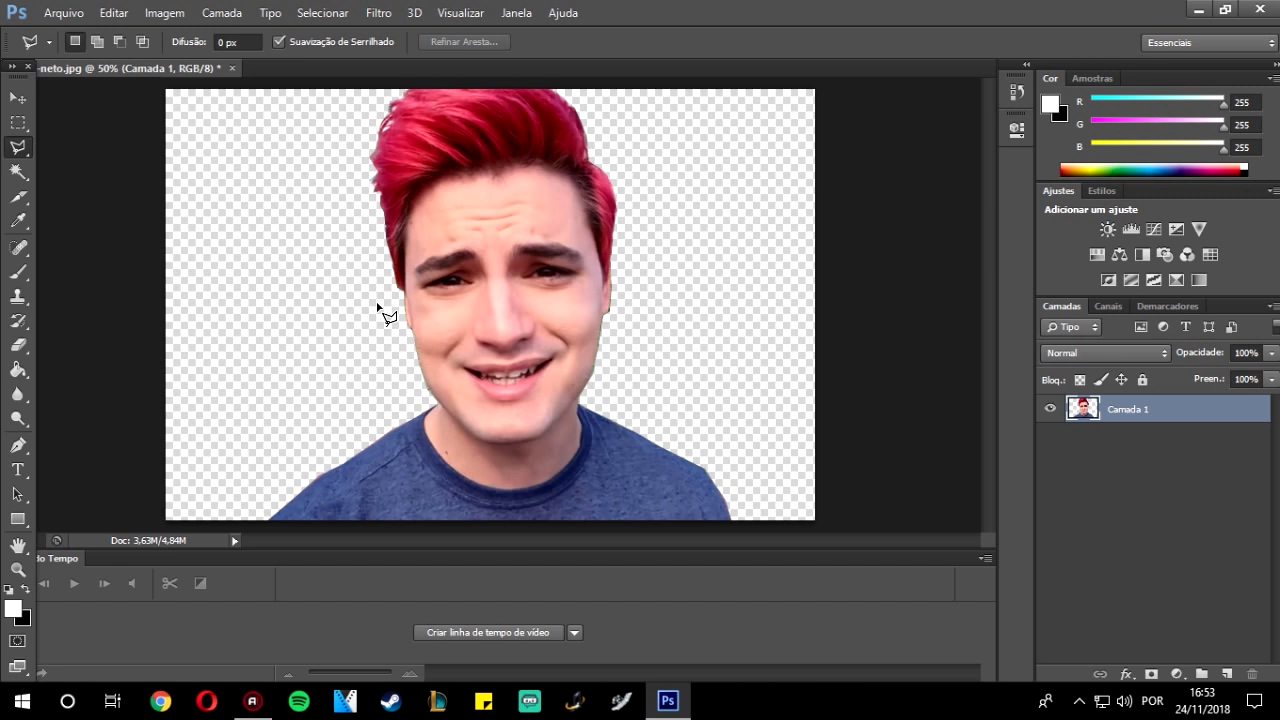 Ps Arquivo Editar Imagem Camada Tipo Selecionar Filtro 3D Visualizar Janela Ajuda
Difusão: 0 px Suavização de Serrilhado Refinar Aresta... Essenciais
-neto.jpg @ 50% (Camada 1, RGB/8) * ×
Cor Amostras
R 255
G 255
B 255
Ajustes Estilos
Adicionar um ajuste
Camadas Canais Demarcadores
Tipo
Normal Opacidade: 100%
Bloq.: Preen.: 100%
Camada 1
Doc: 3,63M/4,84M
do Tempo
Criar linha de tempo de vídeo
Ps POR 16:53
24/11/2018